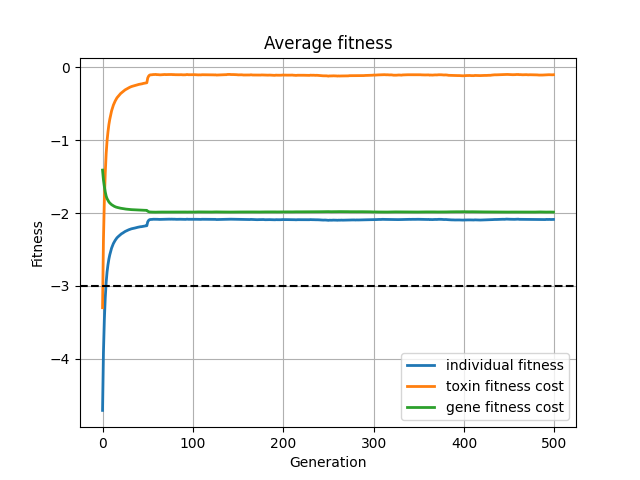 Average fitness
Fitness
0
−1
−2
−3
−4
0
100
200
300
400
500
Generation
individual fitness
toxin fitness cost
gene fitness cost